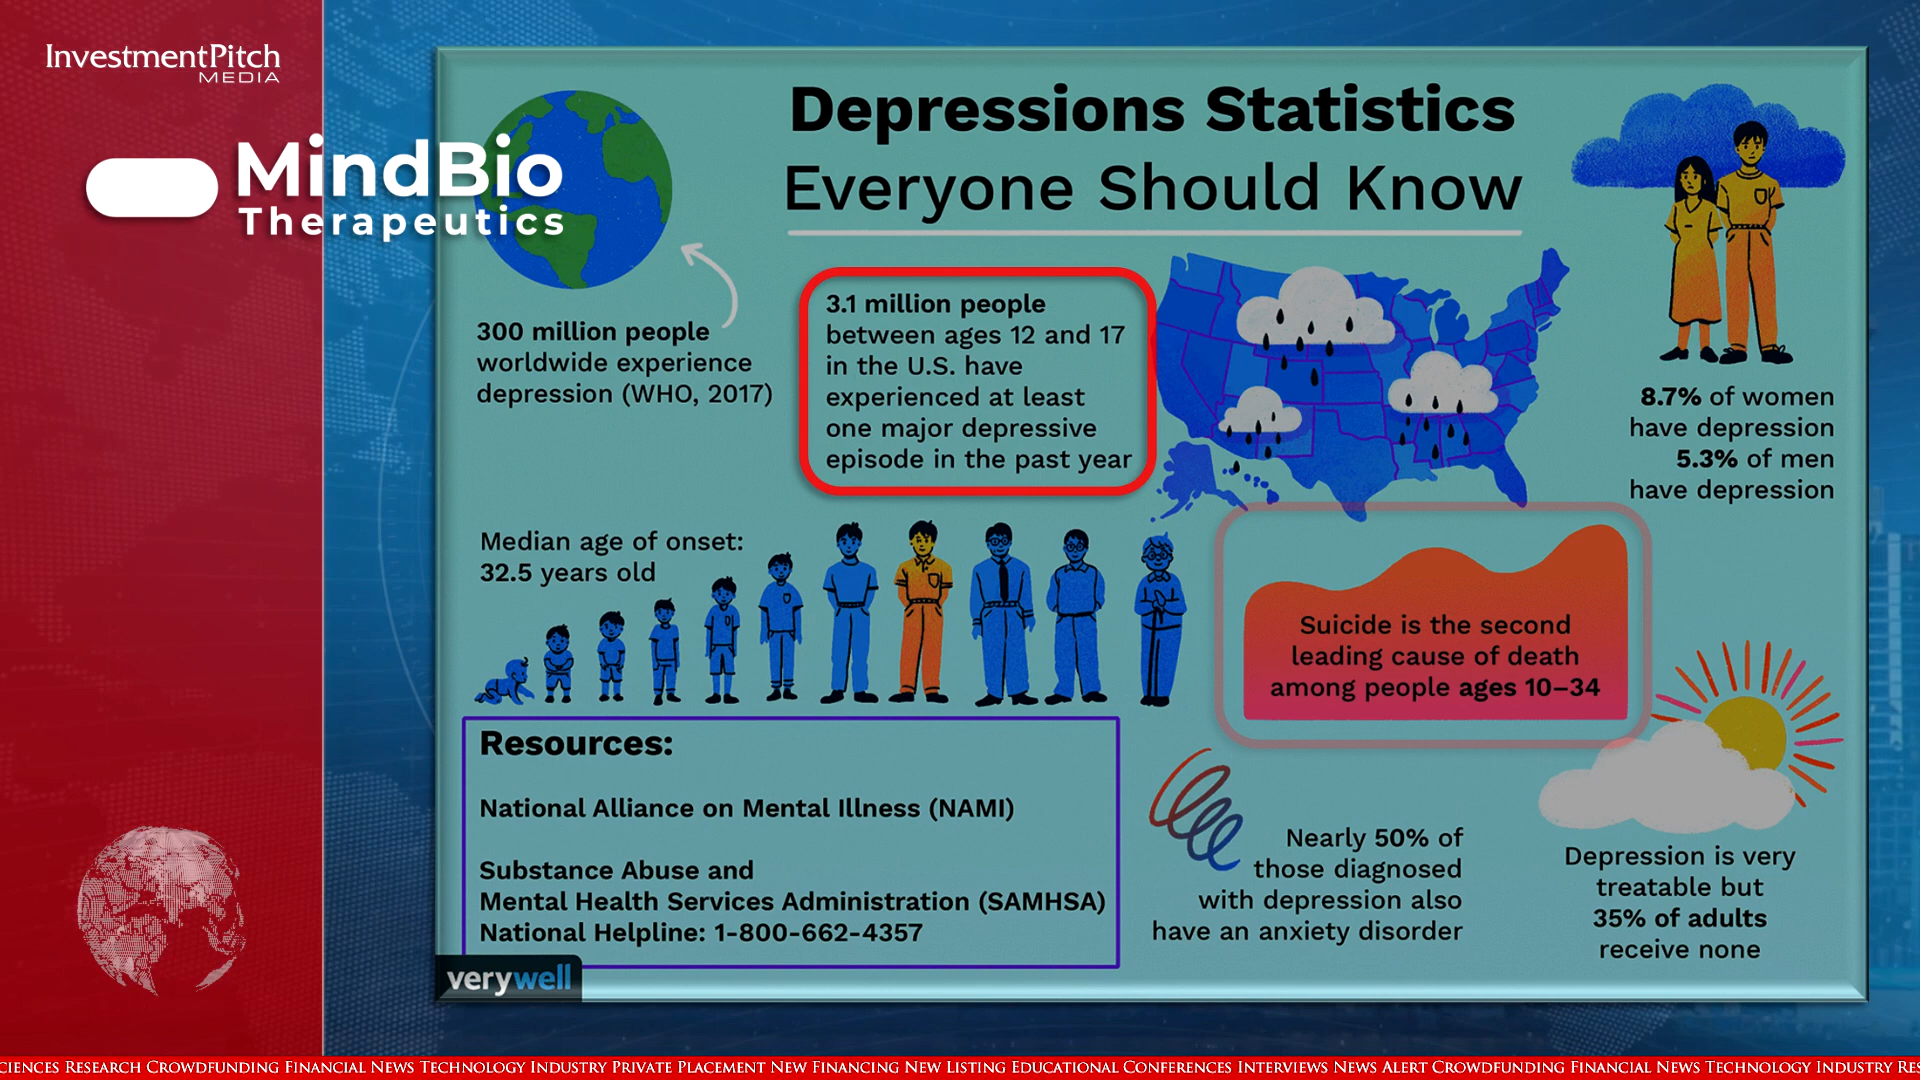 InvestmentPitch
MEDIA
MindBio
Therapeutics
Depressions Statistics
Everyone Should Know
300 million people
worldwide experience
depression (WHO, 2017)
3.1 million people
between ages 12 and 17
in the U.S. have
experienced at least
one major depressive
episode in the past year
8.7% of women
have depression
5.3% of men
have depression
Median age of onset:
32.5 years old
Suicide is the second
leading cause of death
among people ages 10–34
Resources:
National Alliance on Mental Illness (NAMI)
Substance Abuse and
Mental Health Services Administration (SAMHSA)
National Helpline: 1-800-662-4357
Nearly 50% of
those diagnosed
with depression also
have an anxiety disorder
Depression is very
treatable but
35% of adults
receive none
verywell
CIENCES RESEARCH CROWDFUNDING FINANCIAL NEWS TECHNOLOGY INDUSTRY PRIVATE PLACEMENT NEW FINANCING NEW LISTING EDUCATIONAL CONFERENCES INTERVIEWS NEWS ALERT CROWDFUNDING FINANCIAL NEWS TECHNOLOGY INDUSTRY RES